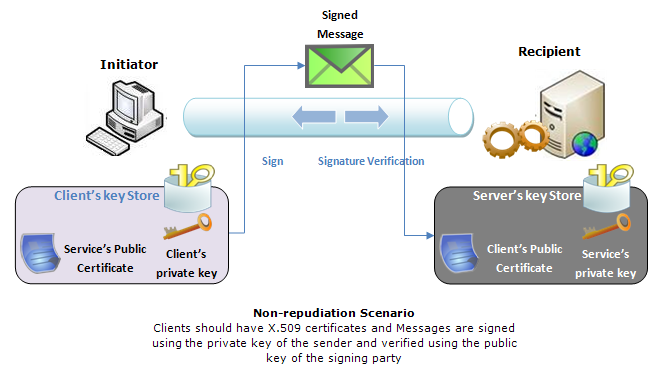 Signed
Message
Initiator
Recipient
Sign
Signature Verification
Client's key Store
Service's Public
Certificate
Client's
private key
Server's key Store
Client's Public
Certificate
Service's
private key
Non-repudiation Scenario
Clients should have X.509 certificates and Messages are signed
using the private key of the sender and verified using the public
key of the signing party